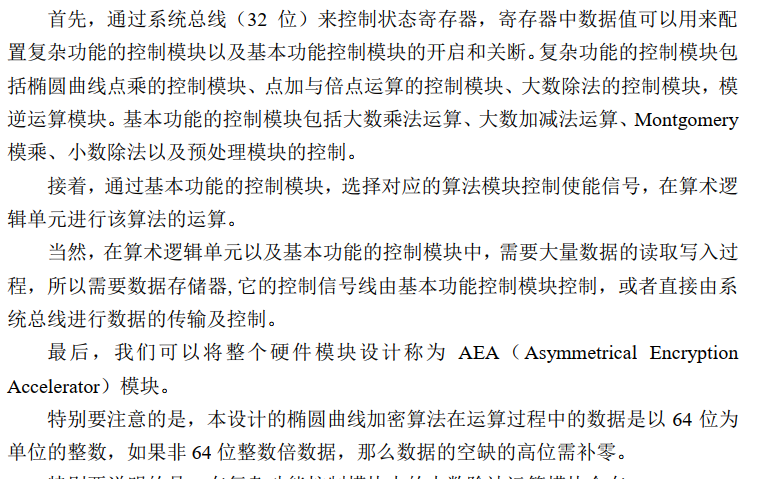 首先，通过系统总线（32 位）来控制状态寄存器，寄存器中数据值可以用来配
置复杂功能的控制模块以及基本功能控制模块的开启和关断。复杂功能的控制模块包
括椭圆曲线点乘的控制模块、点加与倍点运算的控制模块、大数除法的控制模块，模
逆运算模块。基本功能的控制模块包括大数乘法运算、大数加减法运算、Montgomery
模乘、小数除法以及预处理模块的控制。
接着，通过基本功能的控制模块，选择对应的算法模块控制使能信号，在算术逻
辑单元进行该算法的运算。
当然，在算术逻辑单元以及基本功能的控制模块中，需要大量数据的读取写入过
程，所以需要数据存储器,它的控制信号线由基本功能控制模块控制，或者直接由系
统总线进行数据的传输及控制。
最后，我们可以将整个硬件模块设计称为 AEA（Asymmetrical Encryption
Accelerator）模块。
特别要注意的是，本设计的椭圆曲线加密算法在运算过程中的数据是以 64 位为
单位的整数，如果非 64 位整数倍数据，那么数据的空缺的高位需补零。